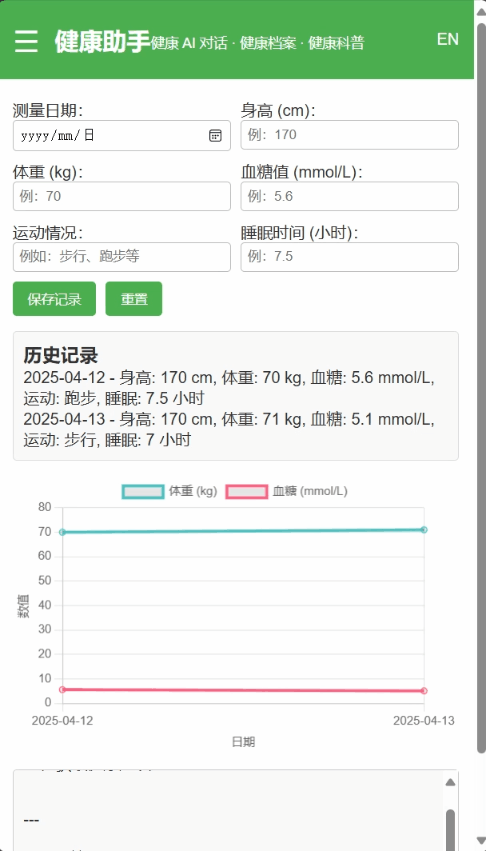 健康助手健康 AI 对话 · 健康档案 · 健康科普 EN
测量日期： 身高 (cm)：
yyyy/mm/日 例：170
体重 (kg)： 血糖值 (mmol/L)：
例：70 例：5.6
运动情况： 睡眠时间 (小时)：
例如：步行、跑步等 例：7.5
保存记录 重置
历史记录
2025-04-12 - 身高: 170 cm, 体重: 70 kg, 血糖: 5.6 mmol/L,
运动: 跑步, 睡眠: 7.5 小时
2025-04-13 - 身高: 170 cm, 体重: 71 kg, 血糖: 5.1 mmol/L,
运动: 步行, 睡眠: 7 小时
体重 (kg) 血糖 (mmol/L)
80
70
60
50
40
30
20
10
0
数值
2025-04-12 2025-04-13
日期
---